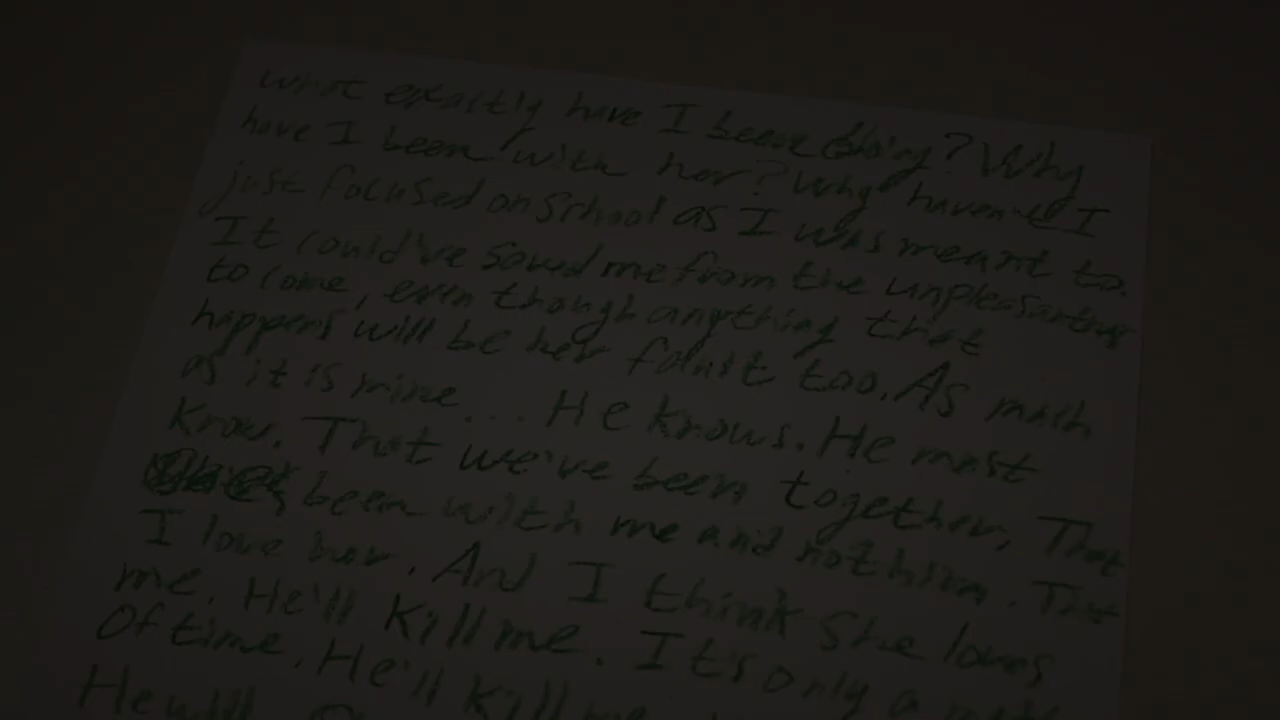 what exactly have I been doing? Why
have I been with her? Why haven't I
just focused on school as I was meant to.
It could've saved me from the unpleasantness
to come, even though anything that
happens will be her fault too. As much
as it is mine... He knows. He must
know. That we've been together, That
been with me and not him. That
I love her. And I think she loves
me. He'll kill me. It's only a
Of time. He'll kill me
He will